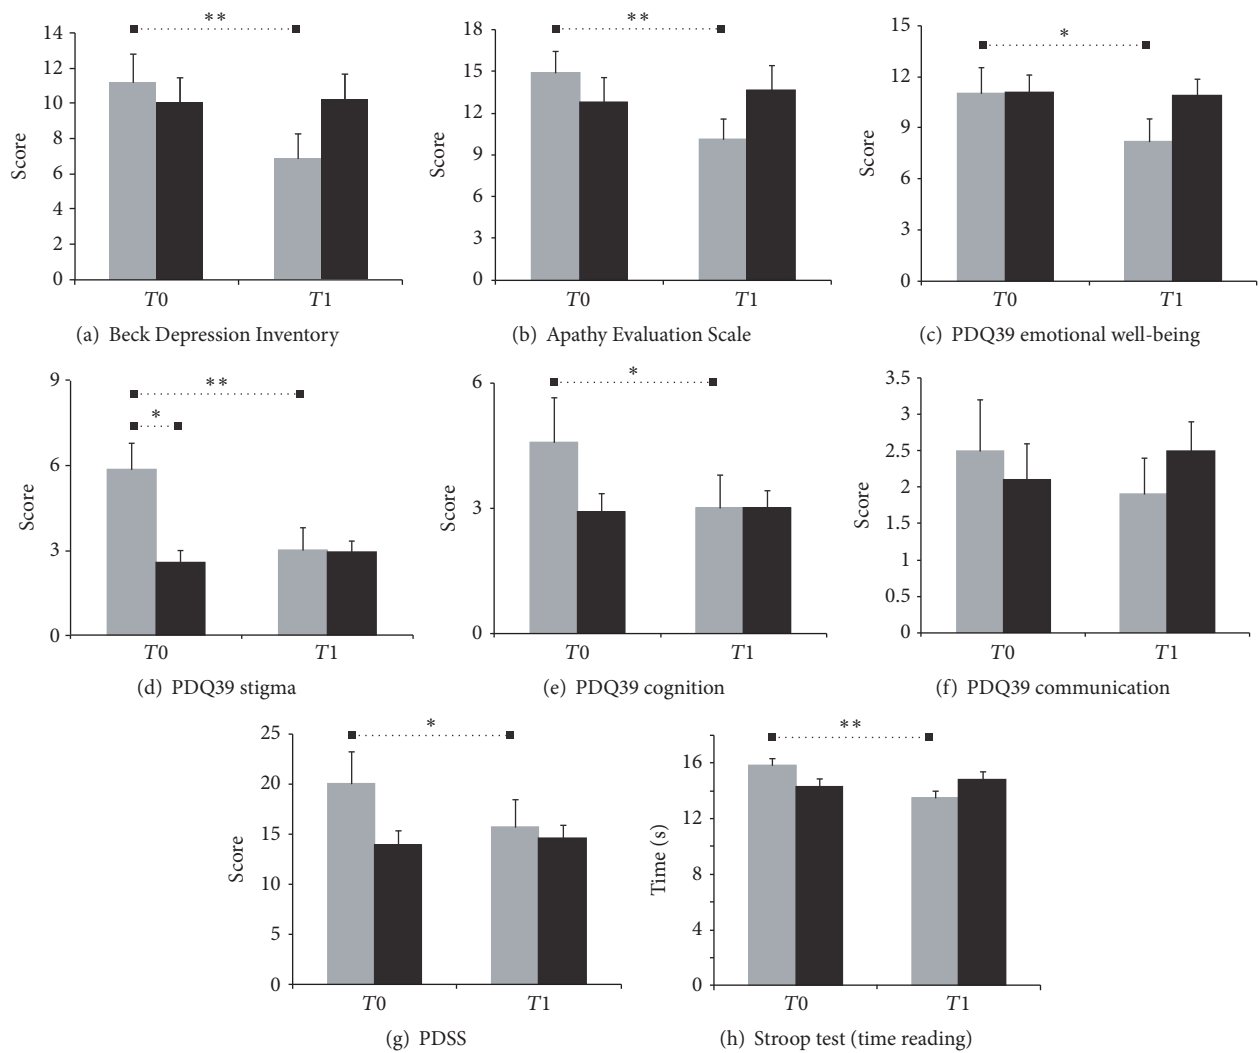 **
14
12
10
8
6
4
2
0
Score
T0
T1
(a) Beck Depression Inventory
**
18
15
12
9
6
3
0
Score
T0
T1
(b) Apathy Evaluation Scale
*
15
12
9
6
3
0
Score
T0
T1
(c) PDQ39 emotional well-being
**
*
9
6
3
0
Score
T0
T1
(d) PDQ39 stigma
*
6
3
0
Score
T0
T1
(e) PDQ39 cognition
3.5
3
2.5
2
1.5
1
0.5
0
Score
T0
T1
(f) PDQ39 communication
*
25
20
15
10
5
0
Score
T0
T1
(g) PDSS
**
16
12
8
4
0
Time (s)
T0
T1
(h) Stroop test (time reading)